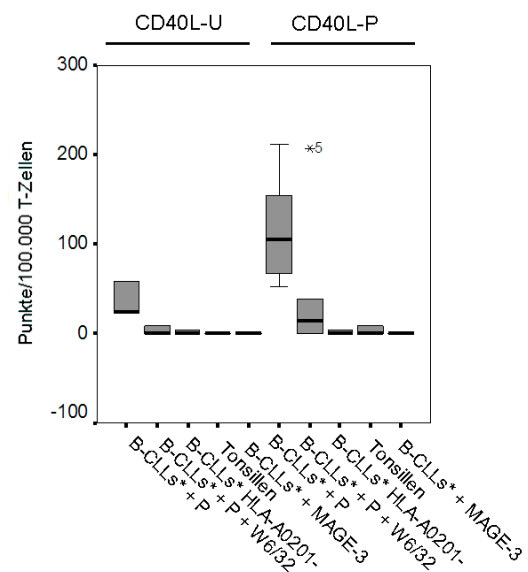 CD40L-U CD40L-P
Punkte/100.000 T-Zellen
300
200
100
0
-100
*5
B-CLLs* + P
B-CLLs* + P + W6/32
B-CLLs* HLA-A0201-
Tonsillen
B-CLLs* + MAGE-3
B-CLLs* + P
B-CLLs* + P + W6/32
B-CLLs* HLA-A0201-
Tonsillen
B-CLLs* + MAGE-3